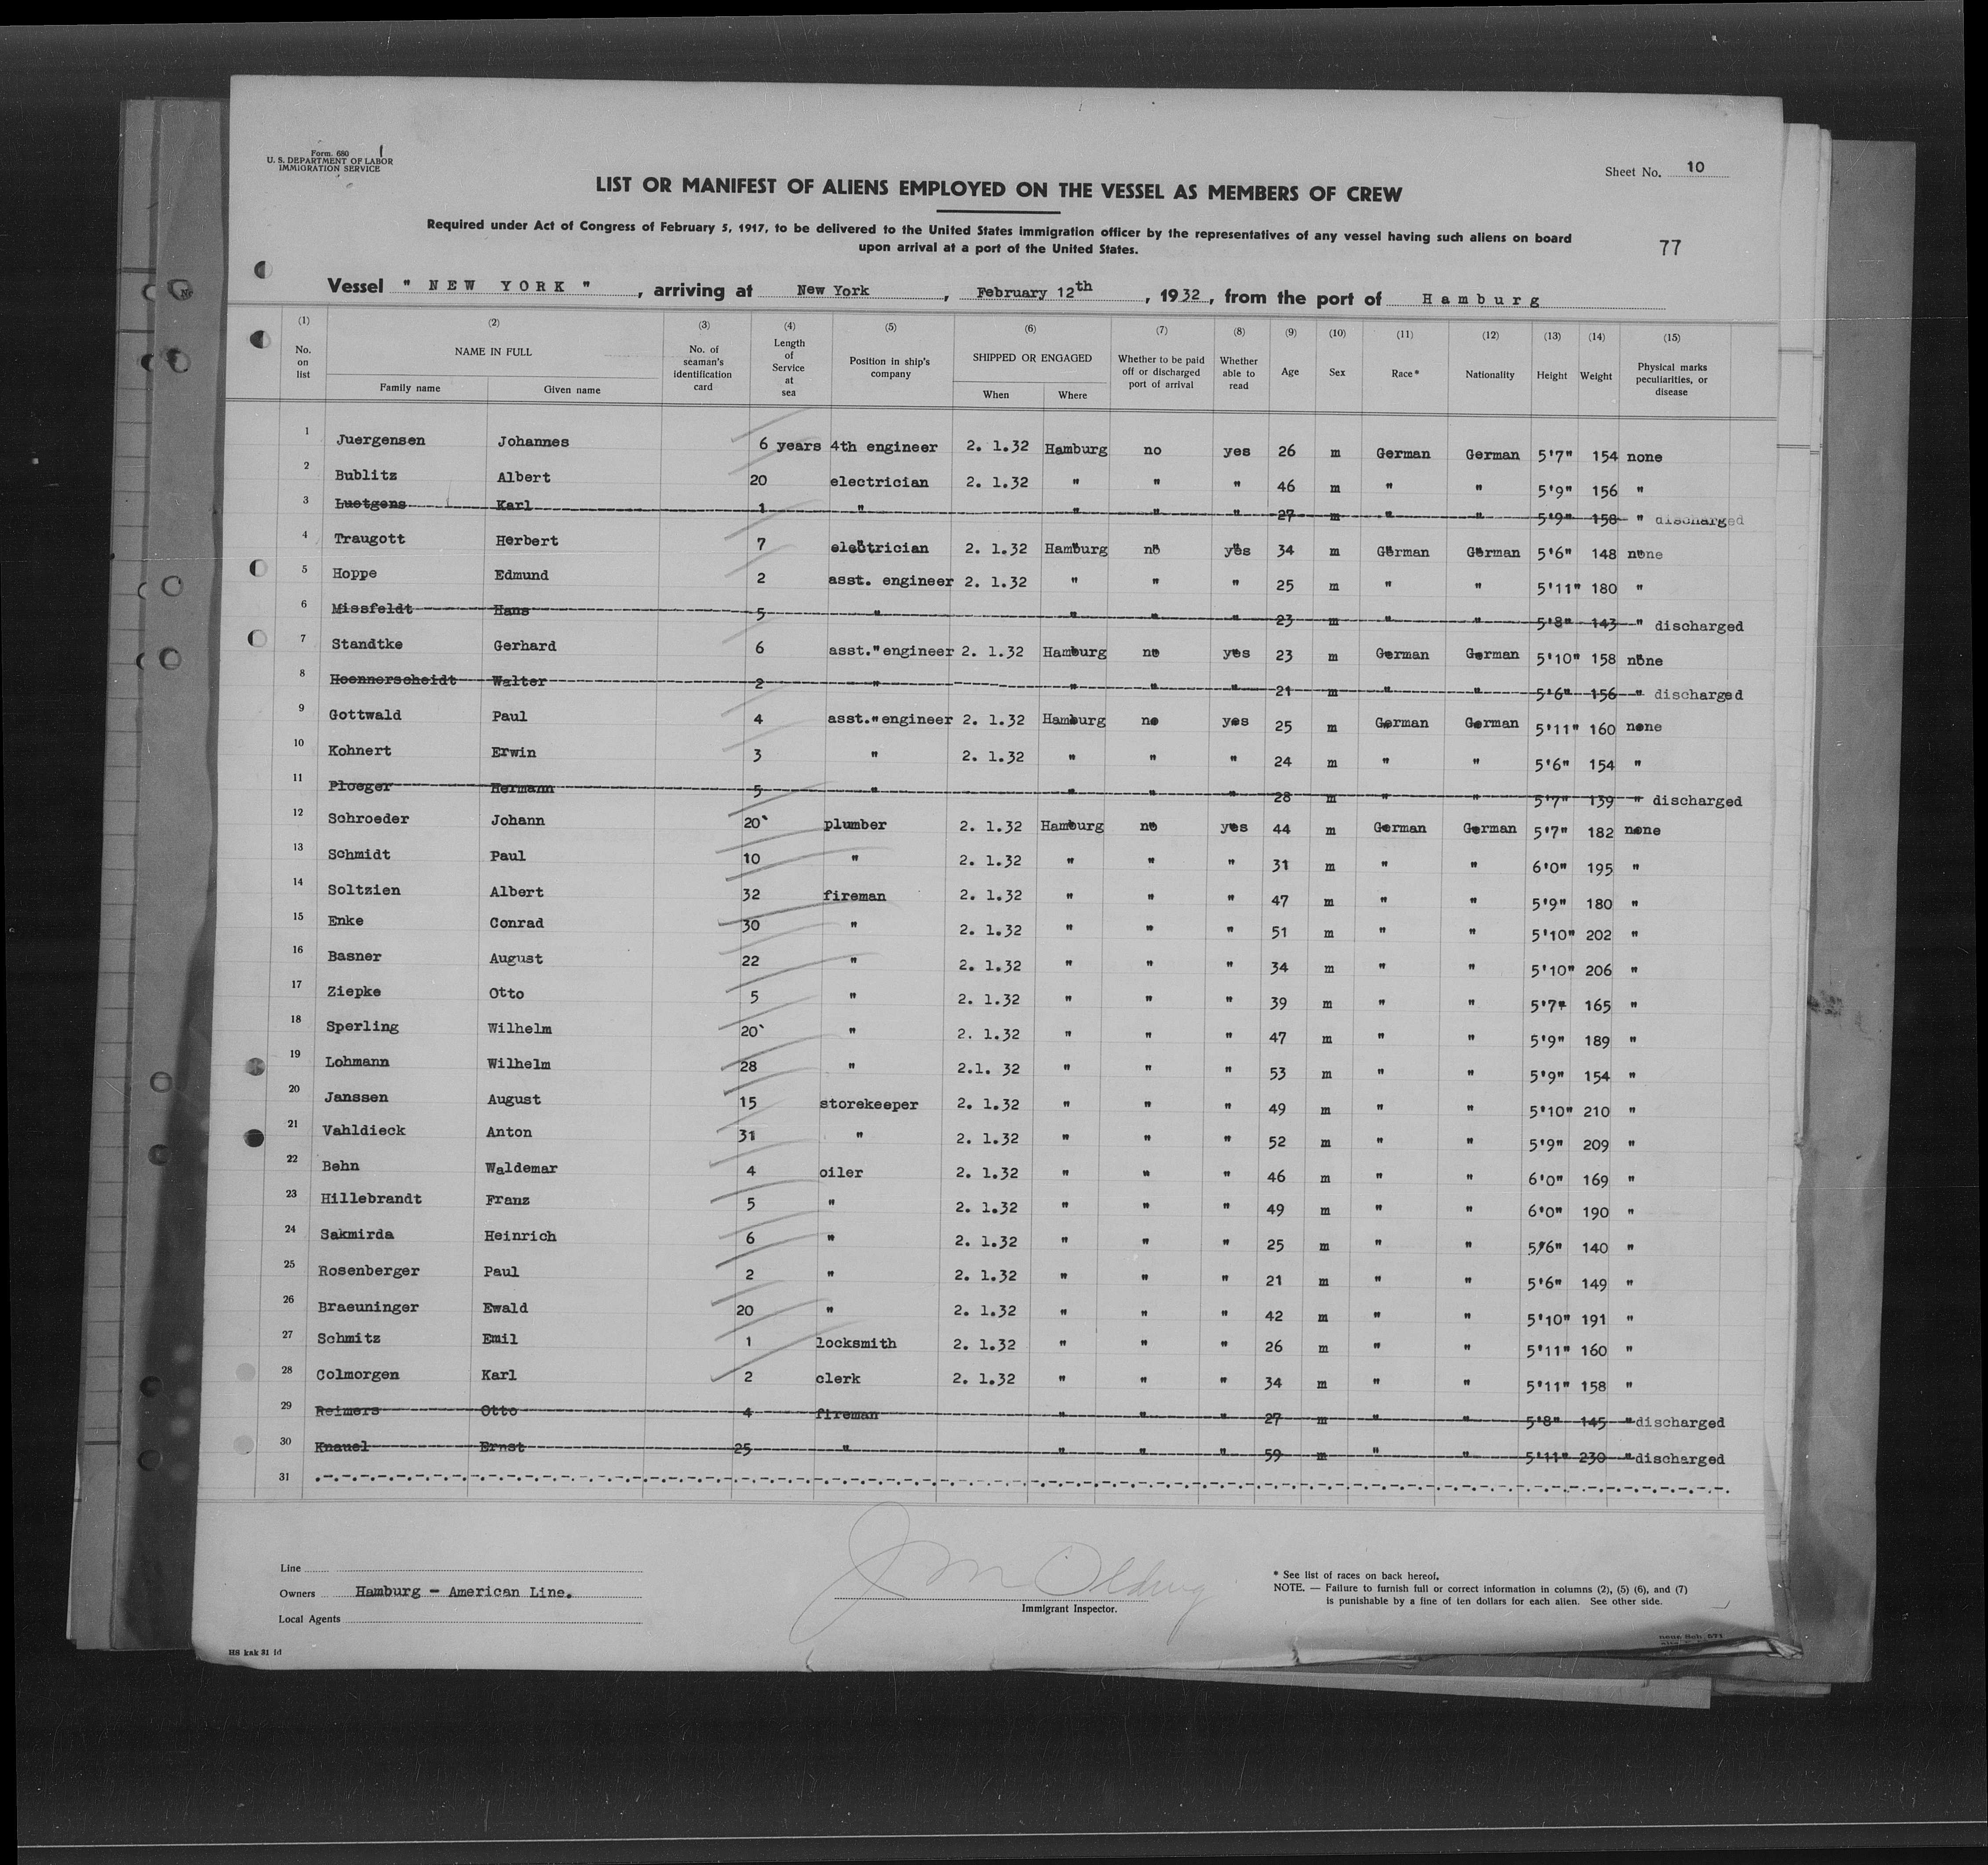 Form. 680
U. S. DEPARTMENT OF LABOR
IMMIGRATION SERVICE
Sheet No. 10
LIST OR MANIFEST OF ALIENS EMPLOYED ON THE VESSEL AS MEMBERS OF CREW
Required under Act of Congress of February 5, 1917, to be delivered to the United States immigration officer by the representatives of any vessel having such aliens on board
upon arrival at a port of the United States.
77
Vessel " NEW YORK ", arriving at New York, February 12th, 1932, from the port of Hamburg
(1) (2) (3) (4) (5) (6) (7) (8) (9) (10) (11) (12) (13) (14) (15)
No. on list NAME IN FULL Family name Given name No. of seaman's identification card Length of Service at sea Position in ship's company SHIPPED OR ENGAGED When Where Whether to be paid off or discharged port of arrival Whether able to read Age Sex Race* Nationality Height Weight Physical marks peculiarities, or disease
1 Juergensen Johannes 6 years 4th engineer 2. 1.32 Hamburg no yes 26 m German German 5'7" 154 none
2 Bublitz Albert 20 electrician 2. 1.32 " " " 46 m " " 5'9" 156 "
3 Luetgens Karl 1 " " " " 27 m " " 5'9" 158 " discharged
4 Traugott Herbert 7 electrician 2. 1.32 Hamburg no yes 34 m German German 5'6" 148 none
5 Hoppe Edmund 2 asst. engineer 2. 1.32 " " " 25 m " " 5'11" 180 "
6 Missfeldt Hans 5 " " " " 23 m " " 5'8" 143 " discharged
7 Standtke Gerhard 6 asst. engineer 2. 1.32 Hamburg no yes 23 m German German 5'10" 158 none
8 Hoennerscheidt Walter 2 " " " " 21 m " " 5'6" 156 " discharged
9 Gottwald Paul 4 asst. engineer 2. 1.32 Hamburg no yes 25 m German German 5'11" 160 none
10 Kohnert Erwin 3 " 2. 1.32 " " " 24 m " " 5'6" 154 "
11 Ploeger Hermann 5 " " " " 28 m " " 5'7" 139 " discharged
12 Schroeder Johann 20 plumber 2. 1.32 Hamburg no yes 44 m German German 5'7" 182 none
13 Schmidt Paul 10 " 2. 1.32 " " " 31 m " " 6'0" 195 "
14 Soltzien Albert 32 fireman 2. 1.32 " " " 47 m " " 5'9" 180 "
15 Enke Conrad 30 " 2. 1.32 " " " 51 m " " 5'10" 202 "
16 Basner August 22 " 2. 1.32 " " " 34 m " " 5'10" 206 "
17 Ziepke Otto 5 " 2. 1.32 " " " 39 m " " 5'7" 165 "
18 Sperling Wilhelm 20 " 2. 1.32 " " " 47 m " " 5'9" 189 "
19 Lohmann Wilhelm 28 " 2.1. 32 " " " 53 m " " 5'9" 154 "
20 Janssen August 15 storekeeper 2. 1.32 " " " 49 m " " 5'10" 210 "
21 Vahldieck Anton 31 " 2. 1.32 " " " 52 m " " 5'9" 209 "
22 Behn Waldemar 4 oiler 2. 1.32 " " " 46 m " " 6'0" 169 "
23 Hillebrandt Franz 5 " 2. 1.32 " " " 49 m " " 6'0" 190 "
24 Sakmirda Heinrich 6 " 2. 1.32 " " " 25 m " " 5/6" 140 "
25 Rosenberger Paul 2 " 2. 1.32 " " " 21 m " " 5'6" 149 "
26 Braeuninger Ewald 20 " 2. 1.32 " " " 42 m " " 5'10" 191 "
27 Schmitz Emil 1 locksmith 2. 1.32 " " " 26 m " " 5'11" 160 "
28 Colmorgen Karl 2 clerk 2. 1.32 " " " 34 m " " 5'11" 158 "
29 Reimers Otto 4 fireman " " " 27 m " " 5'8" 145 " discharged
30 Knauel Ernst 25 " " " " 59 m " " 5'11" 230 " discharged
31
Line
Owners Hamburg - American Line.
Local Agents
Immigrant Inspector.
* See list of races on back hereof.
NOTE. — Failure to furnish full or correct information in columns (2), (5) (6), and (7)
is punishable by a fine of ten dollars for each alien. See other side.
HS kak 31 1d